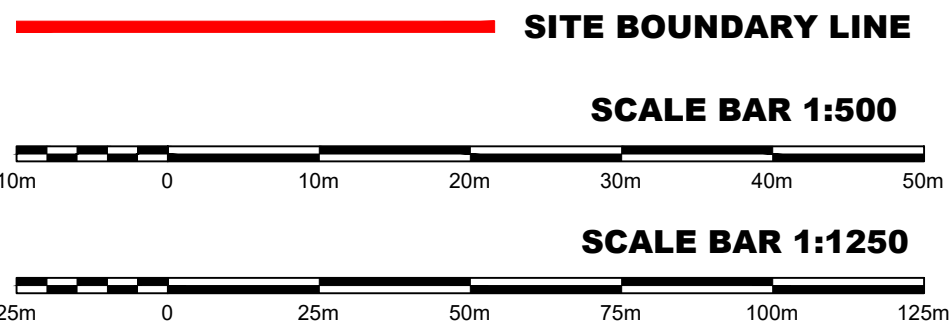 SITE BOUNDARY LINE
SCALE BAR 1:500
10m 0 10m 20m 30m 40m 50m
SCALE BAR 1:1250
25m 0 25m 50m 75m 100m 125m